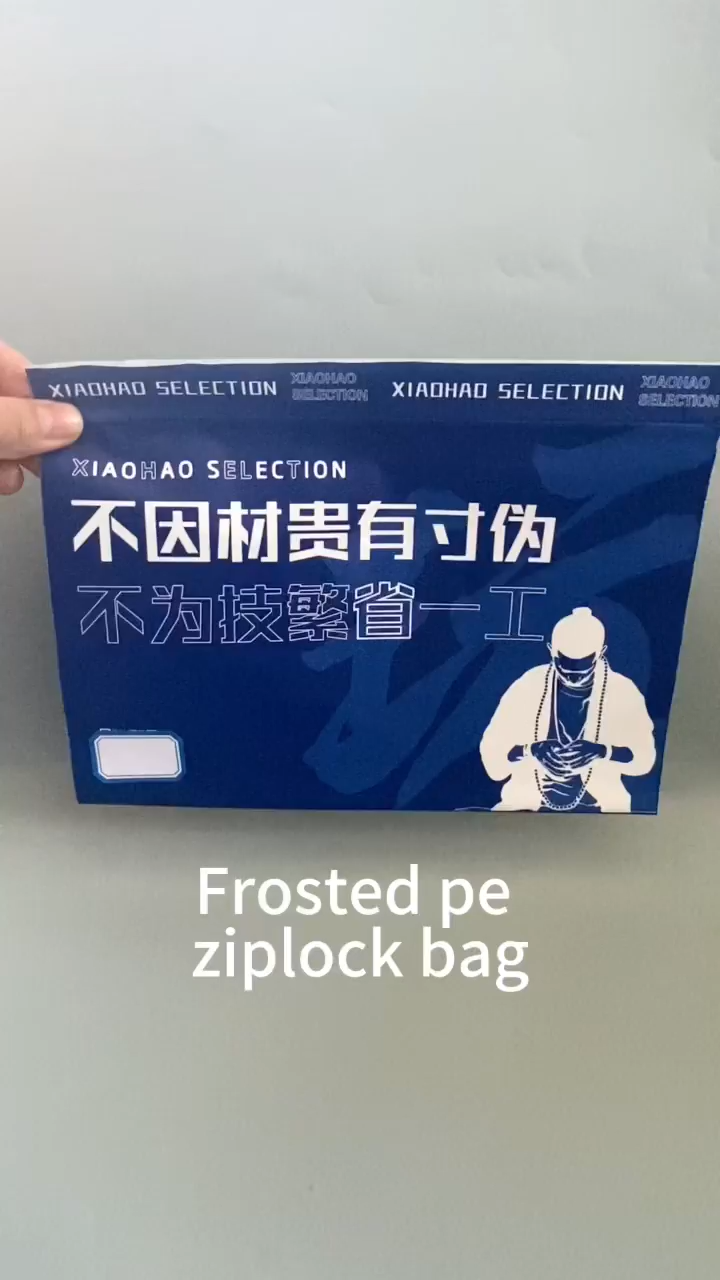 XIAOHAO SELECTION XIAOHAO SELECTION XIAOHAO SELECTION XIAOHAO SELECTION
XIAOHAO SELECTION
不因材贵有寸伪
不为技繁省一工
Frosted pe
ziplock bag